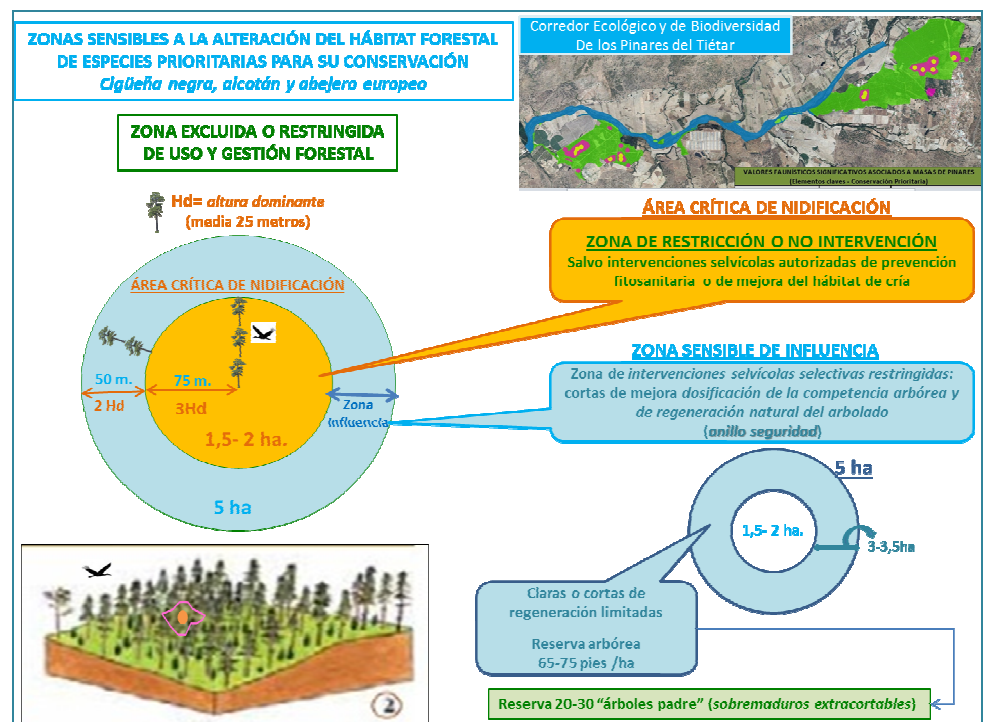 ZONAS SENSIBLES A LA ALTERACIÓN DEL HÁBITAT FORESTAL
DE ESPECIES PRIORITARIAS PARA SU CONSERVACIÓN
Cigüeña negra, alcotán y abejero europeo
Corredor Ecológico y de Biodiversidad
De los Pinares del Tiétar
VALORES FAUNÍSTICOS SIGNIFICATIVOS ASOCIADOS A MASAS DE PINARES
(Elementos claves - Conservación Prioritaria)
ZONA EXCLUIDA O RESTRINGIDA
DE USO Y GESTIÓN FORESTAL
Hd= altura dominante
(media 25 metros)
ÁREA CRÍTICA DE NIDIFICACIÓN
50 m.
2 Hd
75 m.
3Hd
1,5- 2 ha.
Zona
influencia
5 ha
ÁREA CRÍTICA DE NIDIFICACIÓN
ZONA DE RESTRICCIÓN O NO INTERVENCIÓN
Salvo intervenciones selvícolas autorizadas de prevención
fitosanitaria o de mejora del hábitat de cría
ZONA SENSIBLE DE INFLUENCIA
Zona de intervenciones selvícolas selectivas restringidas:
cortas de mejora dosificación de la competencia arbórea y
de regeneración natural del arbolado
(anillo seguridad)
5 ha
1,5- 2 ha.
3-3,5ha
Claras o cortas de
regeneración limitadas
Reserva arbórea
65-75 pies /ha
Reserva 20-30 “árboles padre” (sobremaduros extracortables)
2